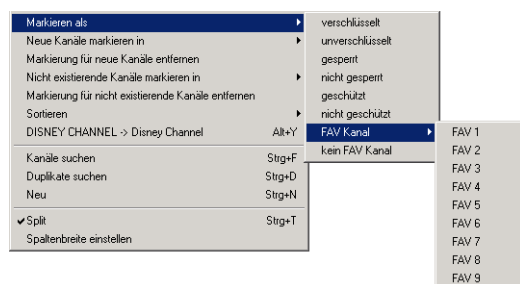 Markieren als
Neue Kanäle markieren in
Markierung für neue Kanäle entfernen
Nicht existierende Kanäle markieren in
Markierung für nicht existierende Kanäle entfernen
Sortieren
DISNEY CHANNEL -> Disney Channel Alt+Y
Kanäle suchen Strg+F
Duplikate suchen Strg+D
Neu Strg+N
Split Strg+T
Spaltenbreite einstellen
verschlüsselt
unverschlüsselt
gesperrt
nicht gesperrt
geschützt
nicht geschützt
FAV Kanal
kein FAV Kanal
FAV 1
FAV 2
FAV 3
FAV 4
FAV 5
FAV 6
FAV 7
FAV 8
FAV 9